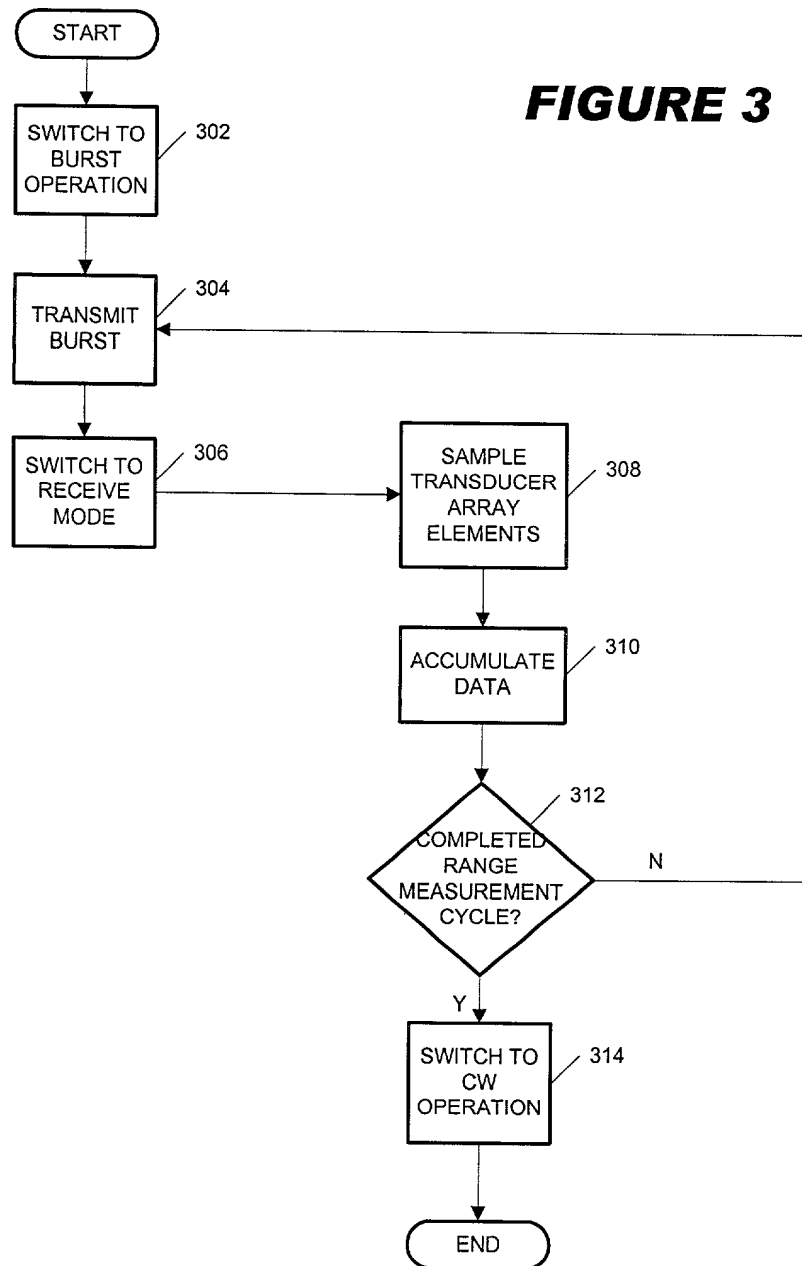 START
FIGURE 3
SWITCH TO
BURST
OPERATION
302
TRANSMIT
BURST
304
SWITCH TO
RECEIVE
MODE
306
SAMPLE
TRANSDUCER
ARRAY
ELEMENTS
308
ACCUMULATE
DATA
310
COMPLETED
RANGE
MEASUREMENT
CYCLE?
312
N
Y
SWITCH TO
CW
OPERATION
314
END